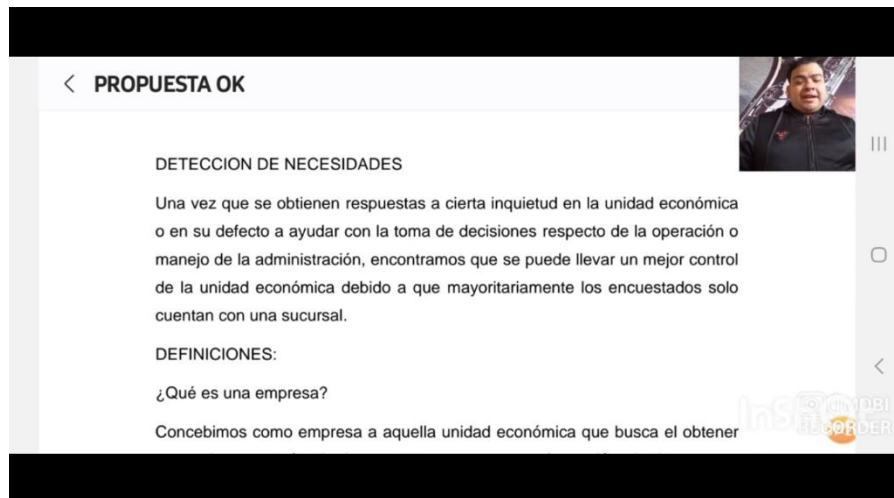 PROPUESTA OK
DETECCION DE NECESIDADES
Una vez que se obtienen respuestas a cierta inquietud en la unidad económica
o en su defecto a ayudar con la toma de decisiones respecto de la operación o
manejo de la administración, encontramos que se puede llevar un mejor control
de la unidad económica debido a que mayoritariamente los encuestados solo
cuentan con una sucursal.
DEFINICIONES:
¿Qué es una empresa?
Concebimos como empresa a aquella unidad económica que busca el obtener
RECORDER